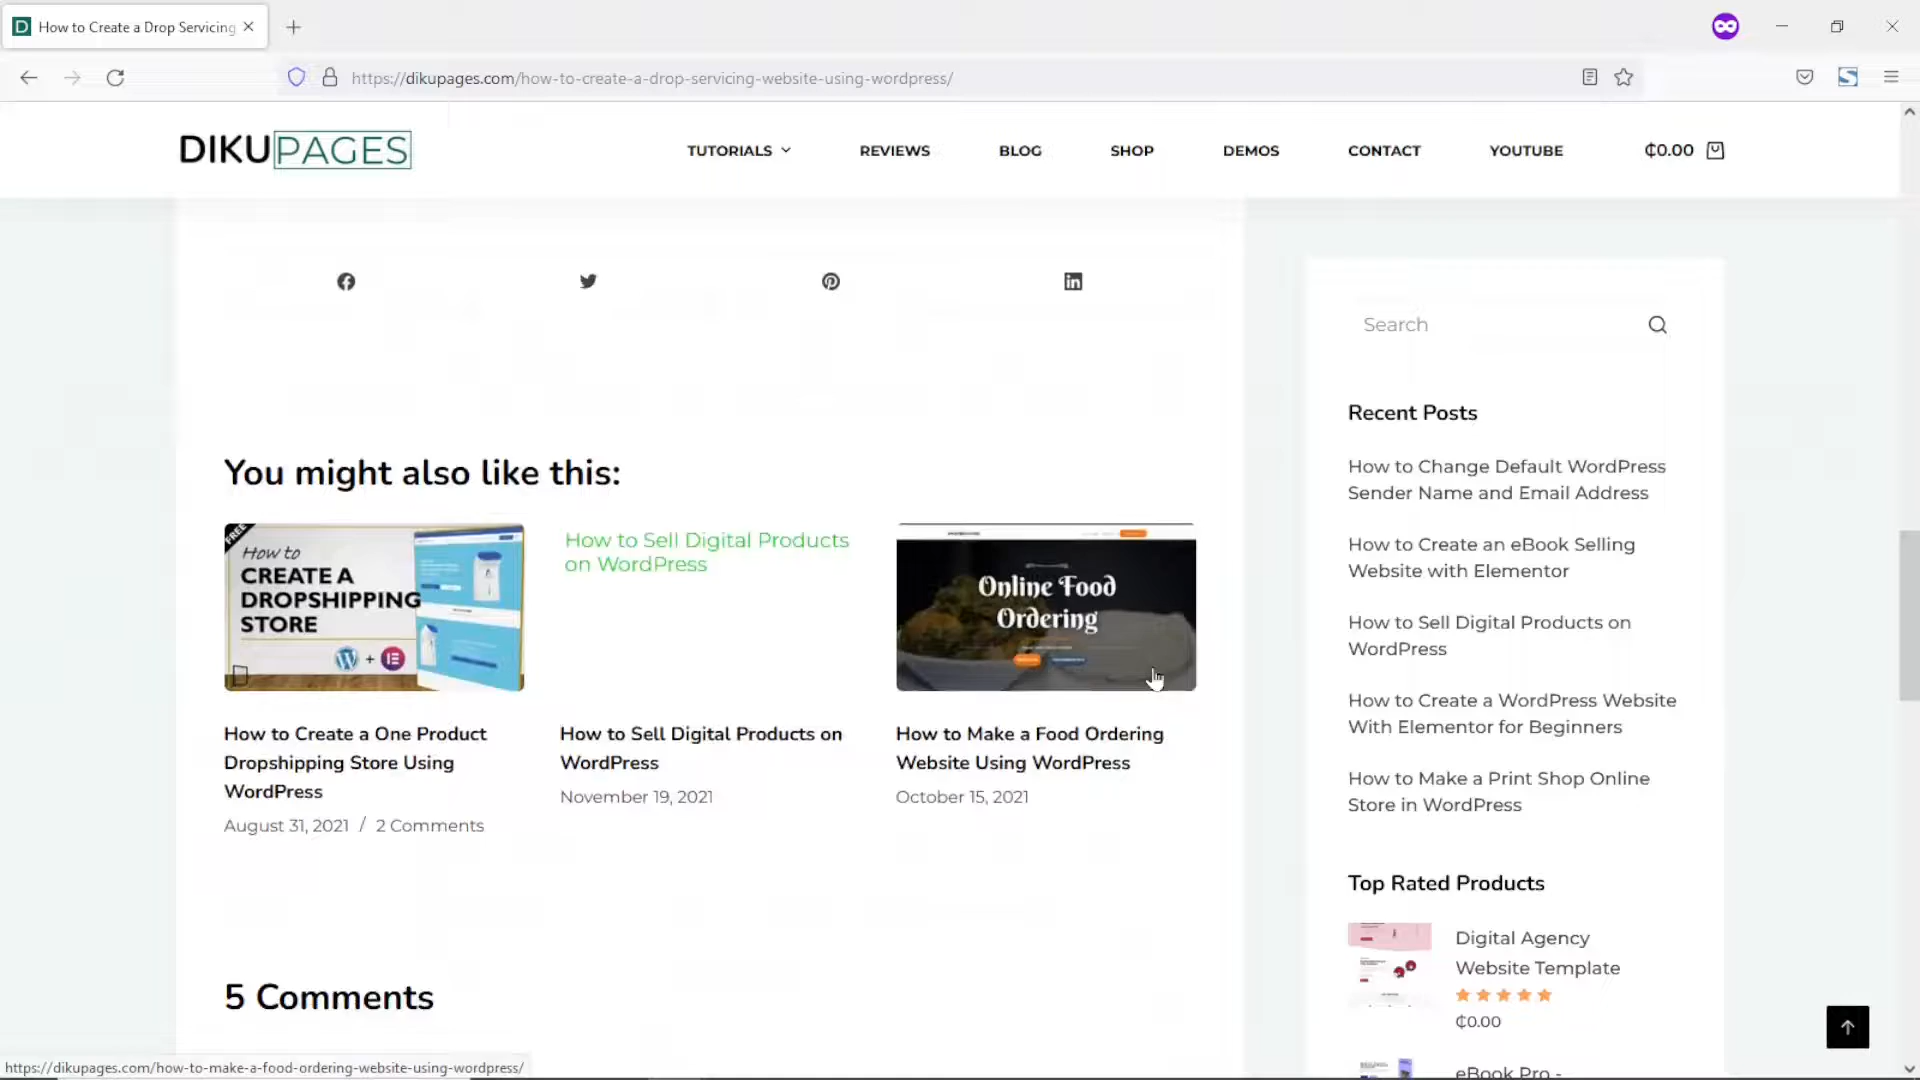 How to Create a Drop Servicing
https://dikupages.com/how-to-create-a-drop-servicing-website-using-wordpress/
DIKUPAGES
TUTORIALS
REVIEWS
BLOG
SHOP
DEMOS
CONTACT
YOUTUBE
₵0.00
Search
Recent Posts
How to Change Default WordPress
Sender Name and Email Address
How to Create an eBook Selling
Website with Elementor
How to Sell Digital Products on
WordPress
How to Create a WordPress Website
With Elementor for Beginners
How to Make a Print Shop Online
Store in WordPress
Top Rated Products
Digital Agency
Website Template
₵0.00
eBook Pro -
You might also like this:
FREE
How to
CREATE A
DROPSHIPPING
STORE
How to Create a One Product
Dropshipping Store Using
WordPress
August 31, 2021 / 2 Comments
How to Sell Digital Products
on WordPress
How to Sell Digital Products on
WordPress
November 19, 2021
Online Food
Ordering
How to Make a Food Ordering
Website Using WordPress
October 15, 2021
5 Comments
https://dikupages.com/how-to-make-a-food-ordering-website-using-wordpress/